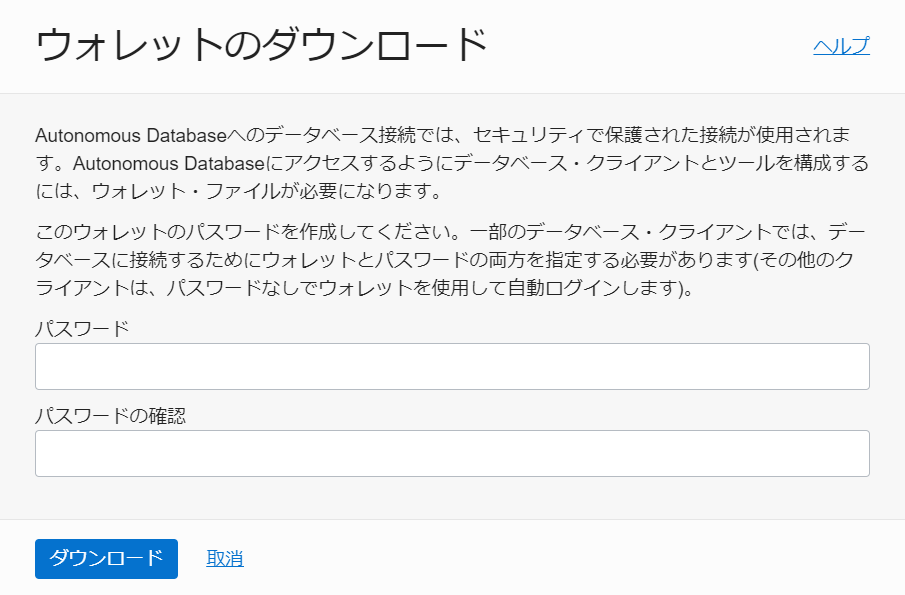 ウォレットのダウンロード
ヘルプ
Autonomous Databaseへのデータベース接続では、セキュリティで保護された接続が使用されま
す。Autonomous Databaseにアクセスするようにデータベース・クライアントとツールを構成する
には、ウォレット・ファイルが必要になります。
このウォレットのパスワードを作成してください。一部のデータベース・クライアントでは、デー
タベースに接続するためにウォレットとパスワードの両方を指定する必要があります(その他のク
ライアントは、パスワードなしでウォレットを使用して自動ログインします)。
パスワード
パスワードの確認
ダウンロード
取消